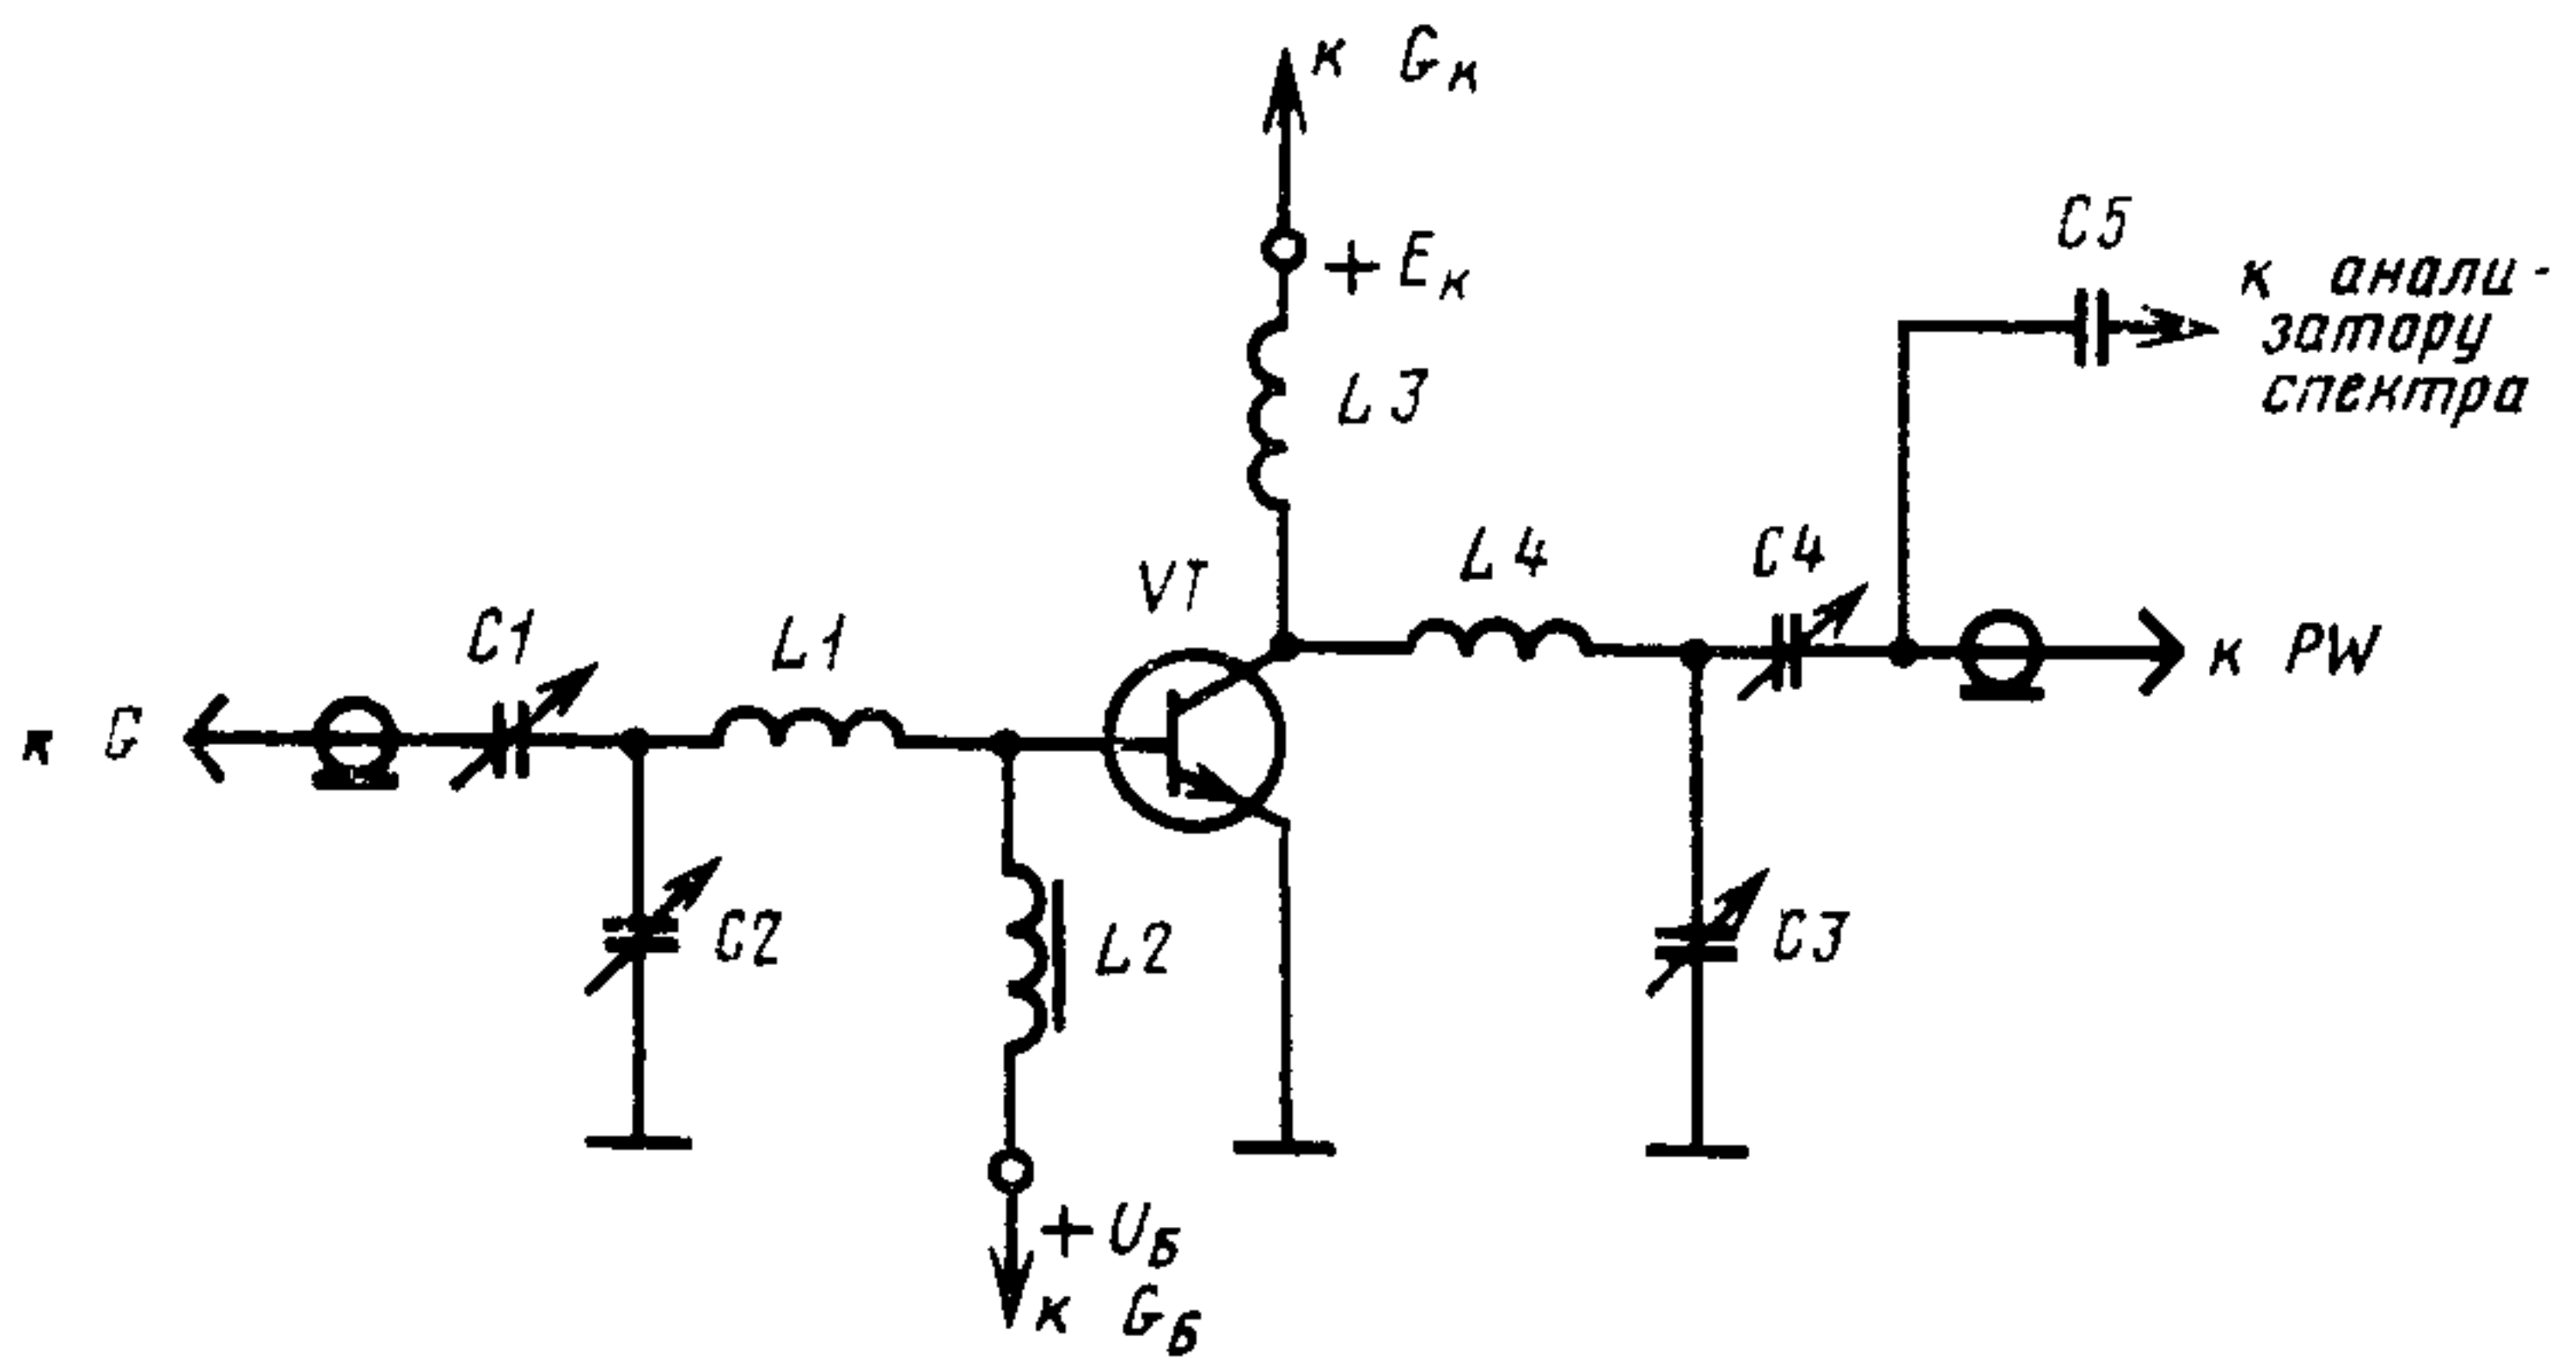 к Gк
+ Eк
C5
к анали-
затору
спектра
L3
L4
C4
VT
C1
L1
к PW
к G
C2
L2
C3
+ UБ
к GБ